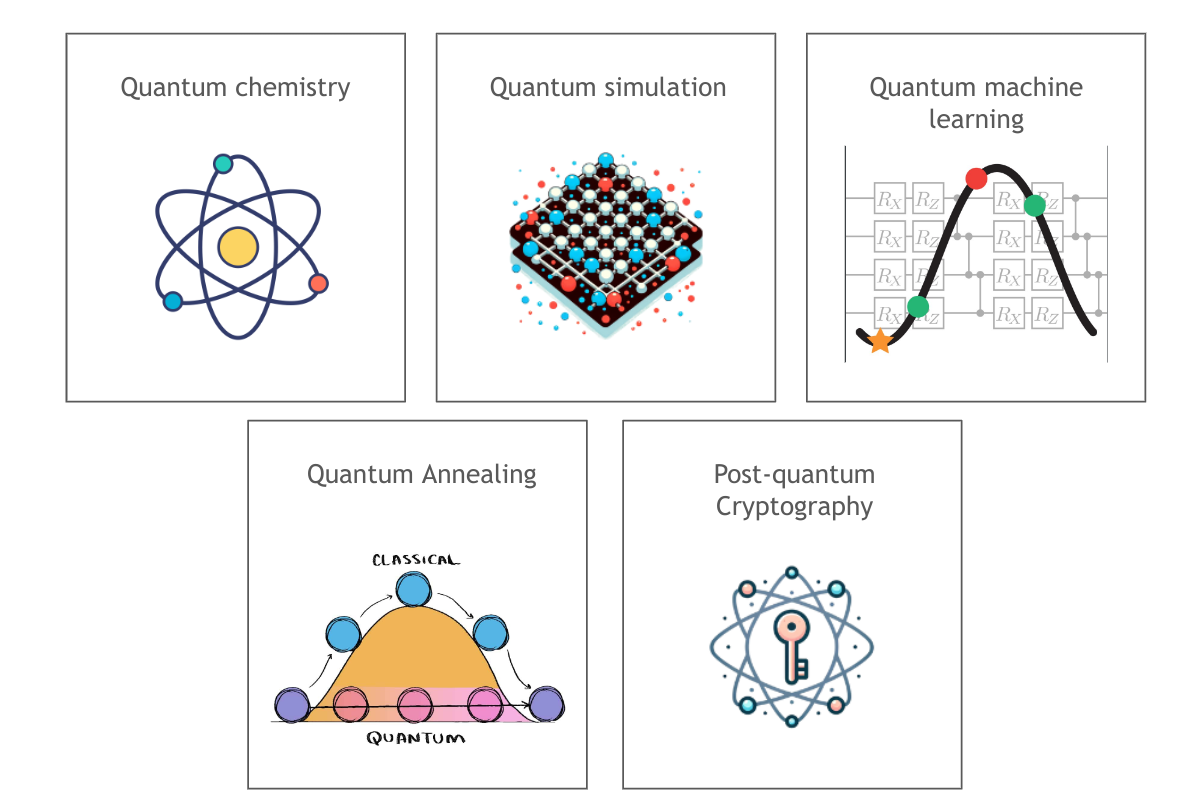 Quantum chemistry
Quantum simulation
Quantum machine
learning
R_X R_Z R_X R_Z
R_X R_Z R_X R_Z
R_X R_Z R_X R_Z
R_X R_Z R_X R_Z
Quantum Annealing
CLASSICAL
QUANTUM
Post-quantum
Cryptography